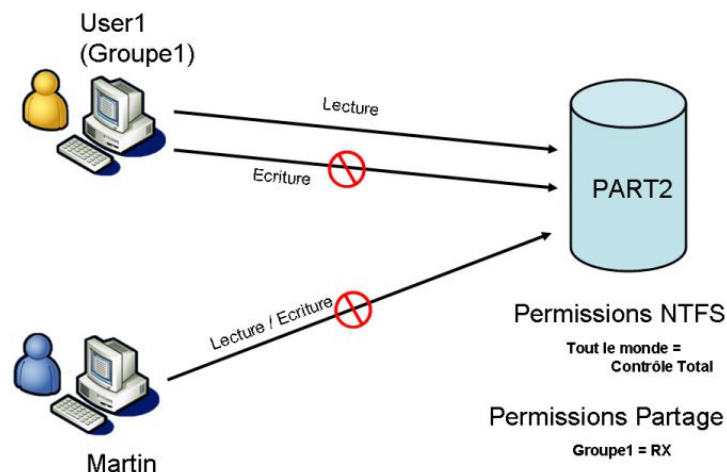 User1
(Groupe1)
Lecture
Ecriture
PART2
Lecture / Ecriture
Martin
Permissions NTFS
Tout le monde =
Contrôle Total
Permissions Partage
Groupe1 = RX